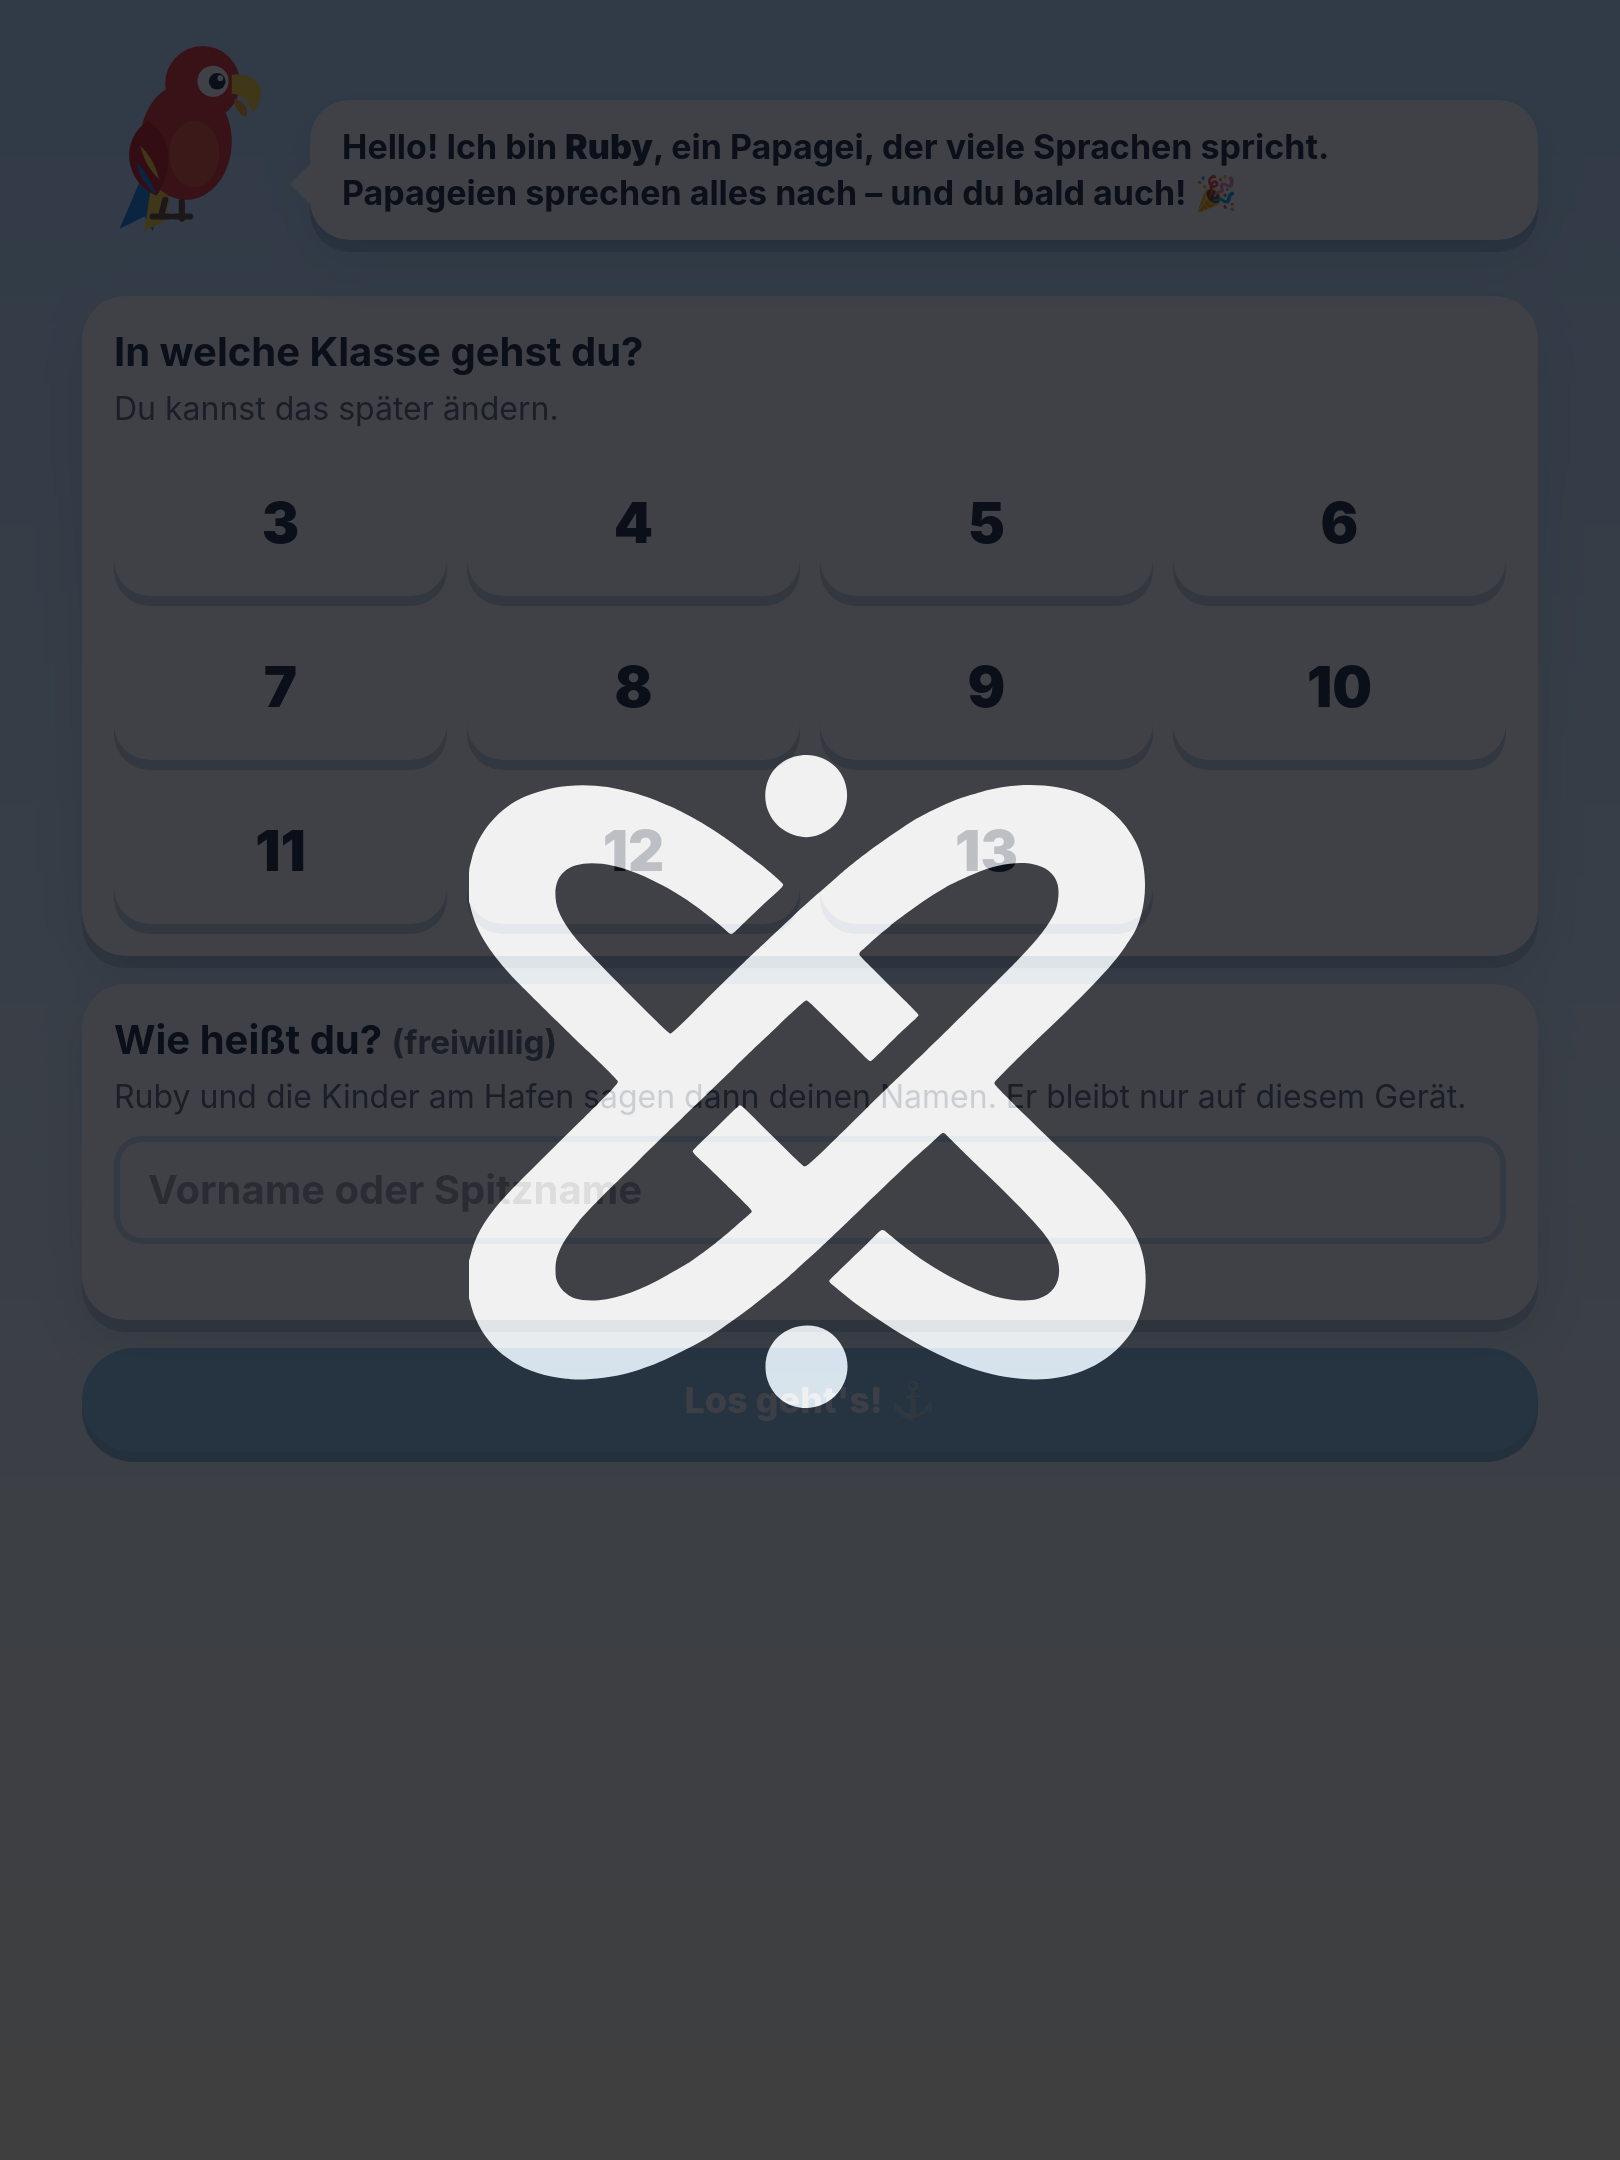 Hello! Ich bin Ruby, ein Papagei, der viele Sprachen spricht.
Papageien sprechen alles nach – und du bald auch! 🎉
In welche Klasse gehst du?
Du kannst das später ändern.
3 4 5 6
7 8 9 10
11 12 13
Wie heißt du? (freiwillig)
Ruby und die Kinder am Hafen sagen dann deinen Namen. Er bleibt nur auf diesem Gerät.
Vorname oder Spitzname
Los geht's! ⚓